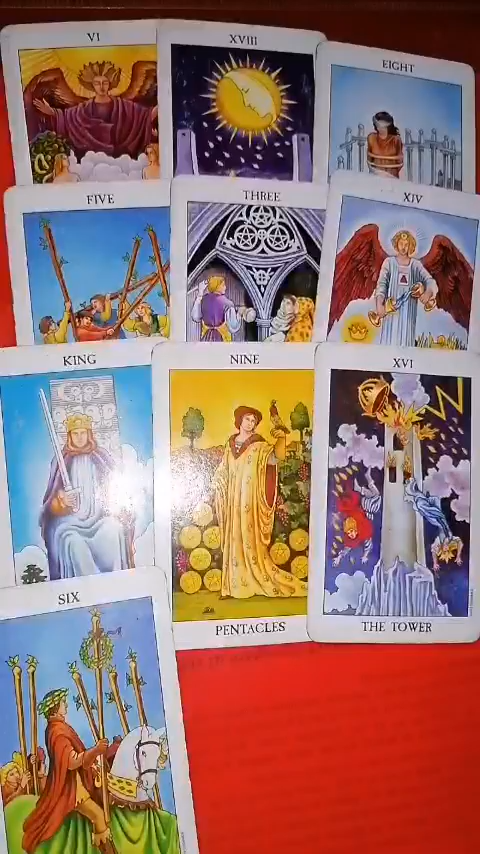 VI
XVIII
EIGHT
FIVE
THREE
XIV
KING
NINE
XVI
PENTACLES
THE TOWER
SIX